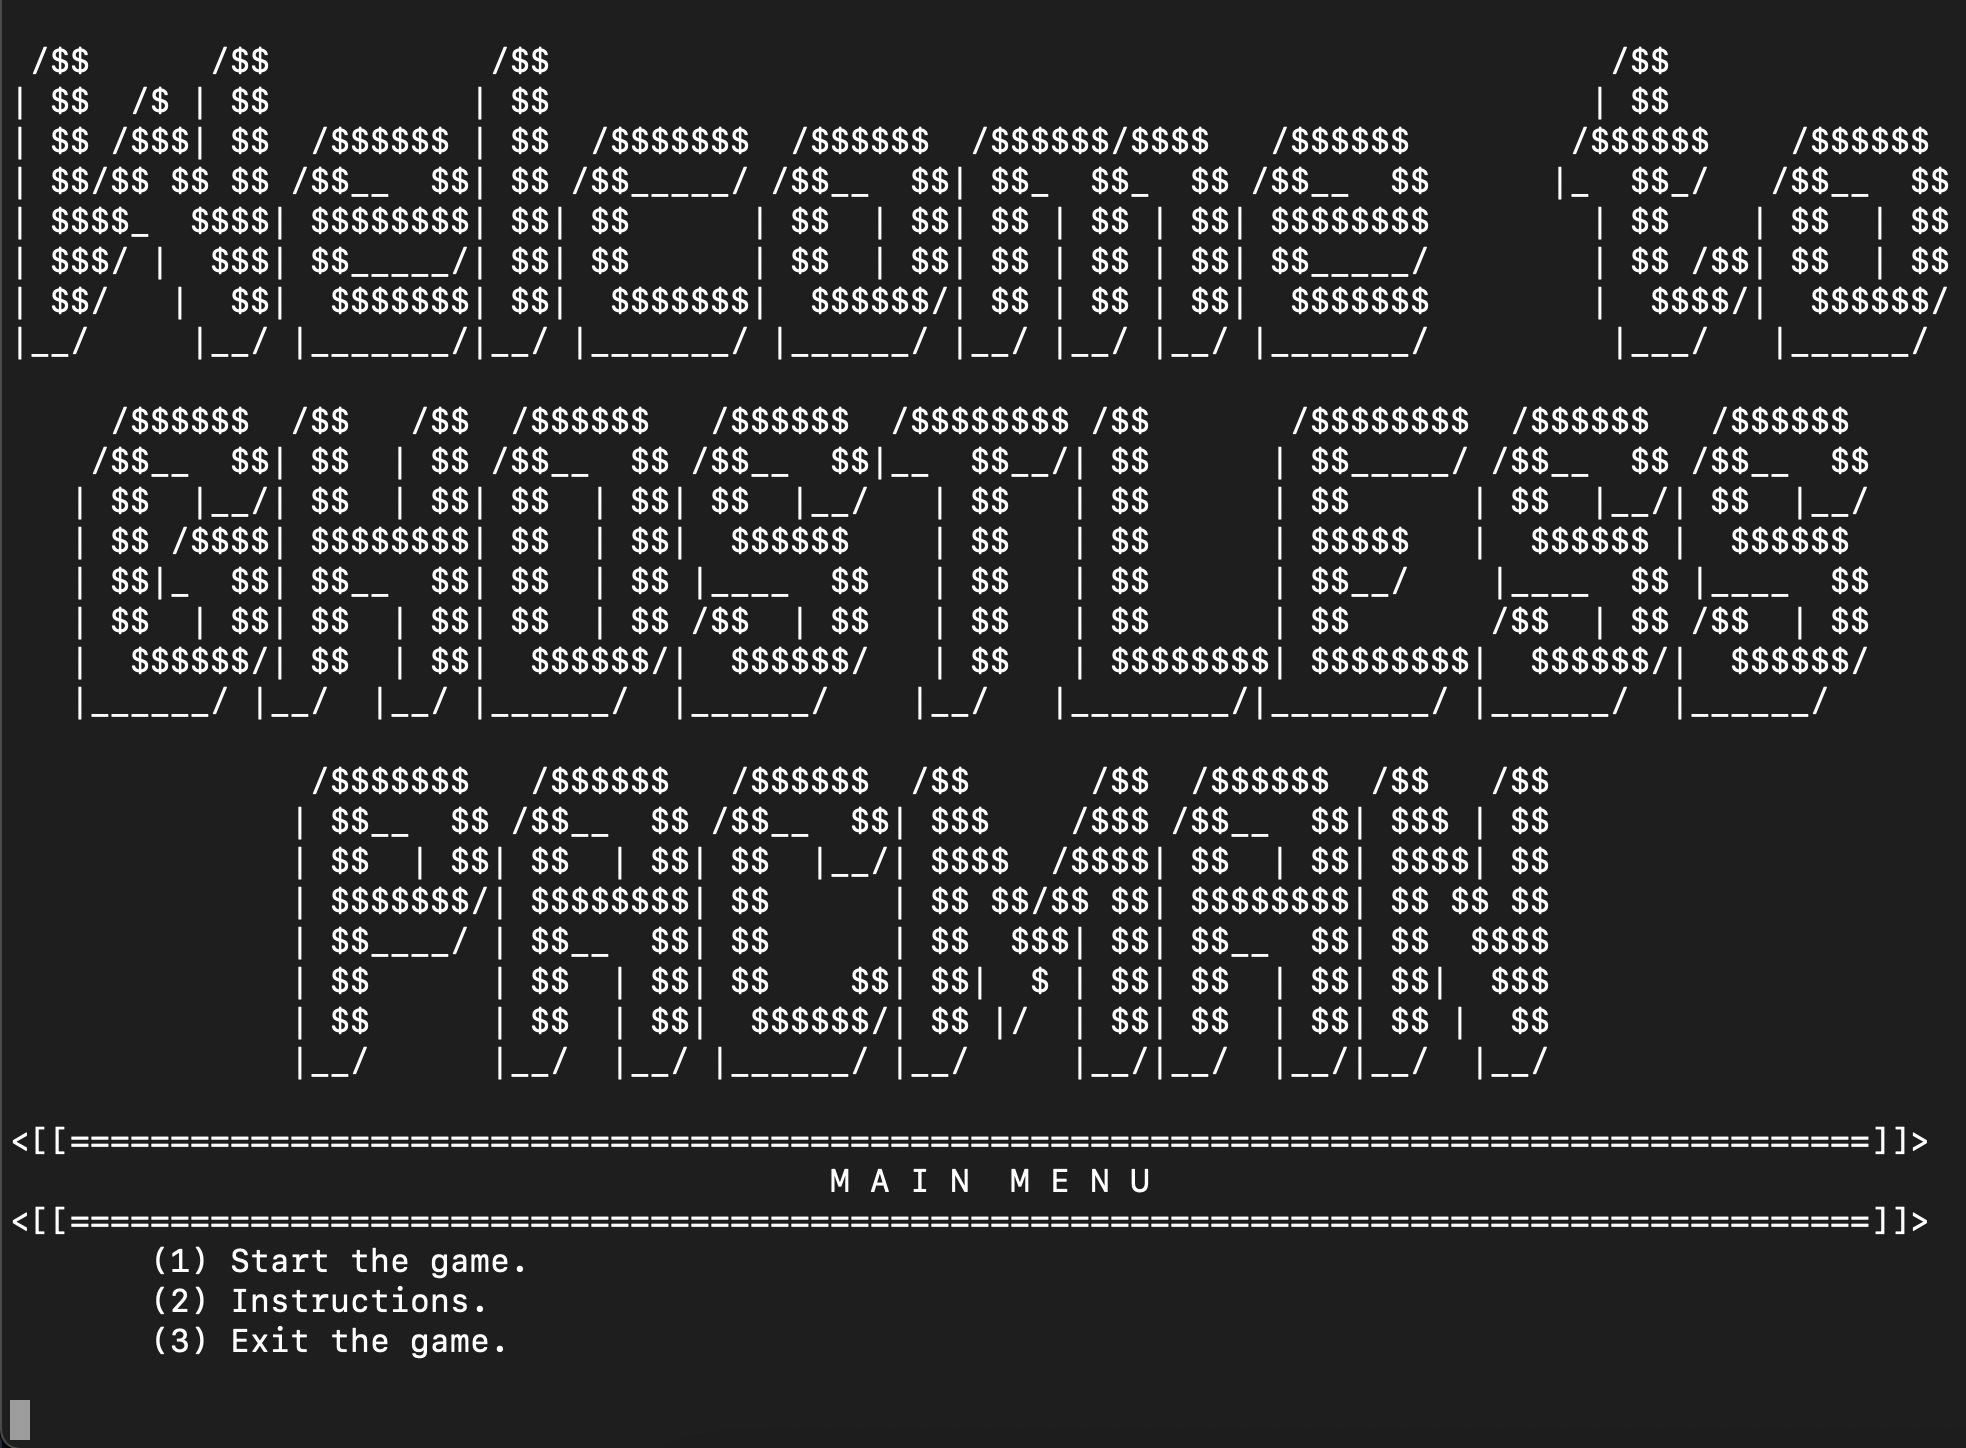 Welcome to
GHOSTLESS
PACMAN
<[[==========================================================================================]]>
M A I N  M E N U
<[[==========================================================================================]]>
(1) Start the game.
(2) Instructions.
(3) Exit the game.